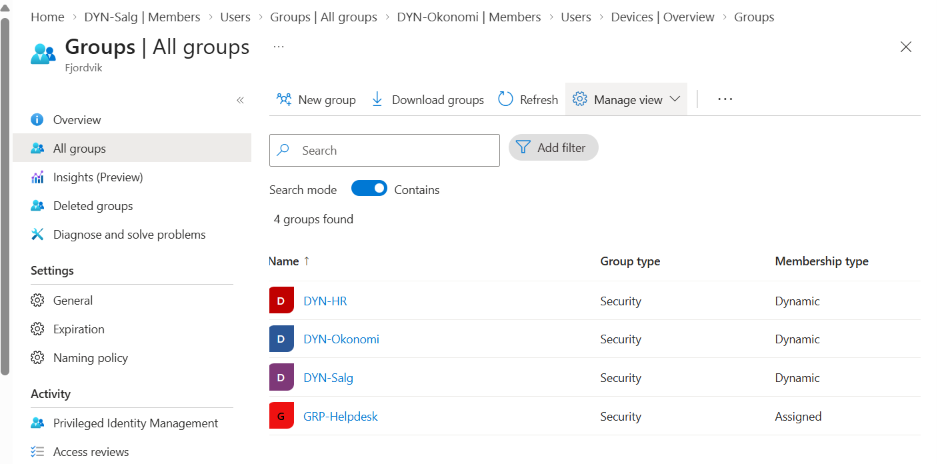 Home > DYN-Salg | Members > Users > Groups | All groups > DYN-Okonomi | Members > Users > Devices | Overview > Groups
Groups | All groups ...
Fjordvik
«
Overview
All groups
Insights (Preview)
Deleted groups
Diagnose and solve problems
Settings
General
Expiration
Naming policy
Activity
Privileged Identity Management
Access reviews
New group Download groups Refresh Manage view ...
Search Add filter
Search mode Contains
4 groups found
Name ↑ Group type Membership type
D DYN-HR Security Dynamic
D DYN-Okonomi Security Dynamic
D DYN-Salg Security Dynamic
G GRP-Helpdesk Security Assigned